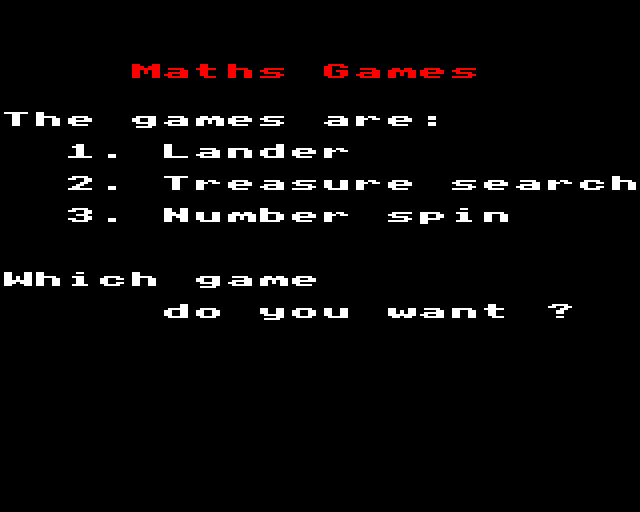 Maths Games
The games are:
1. Lander
2. Treasure search
3. Number spin
Which game
do you want ?